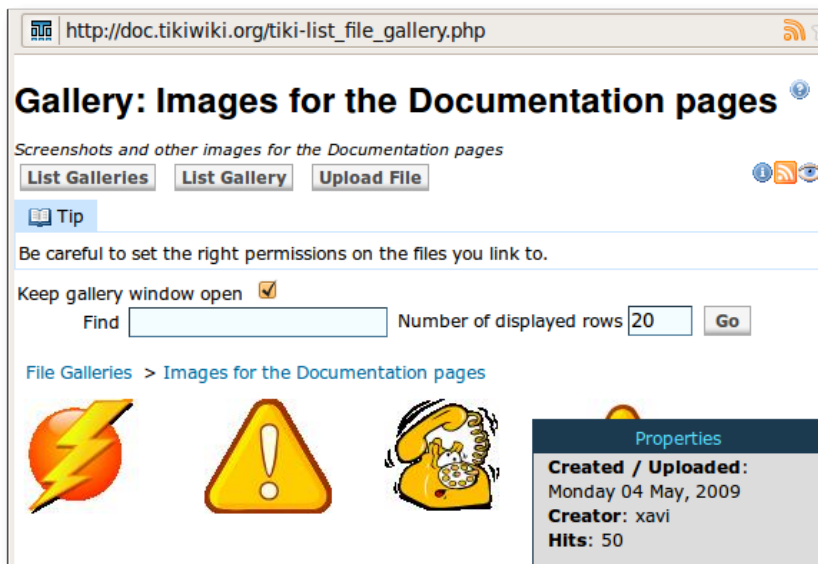 http://doc.tikiwiki.org/tiki-list_file_gallery.php
Gallery: Images for the Documentation pages
Screenshots and other images for the Documentation pages
List Galleries List Gallery Upload File
Tip
Be careful to set the right permissions on the files you link to.
Keep gallery window open
Find Number of displayed rows 20 Go
File Galleries > Images for the Documentation pages
Properties
Created / Uploaded:
Monday 04 May, 2009
Creator: xavi
Hits: 50